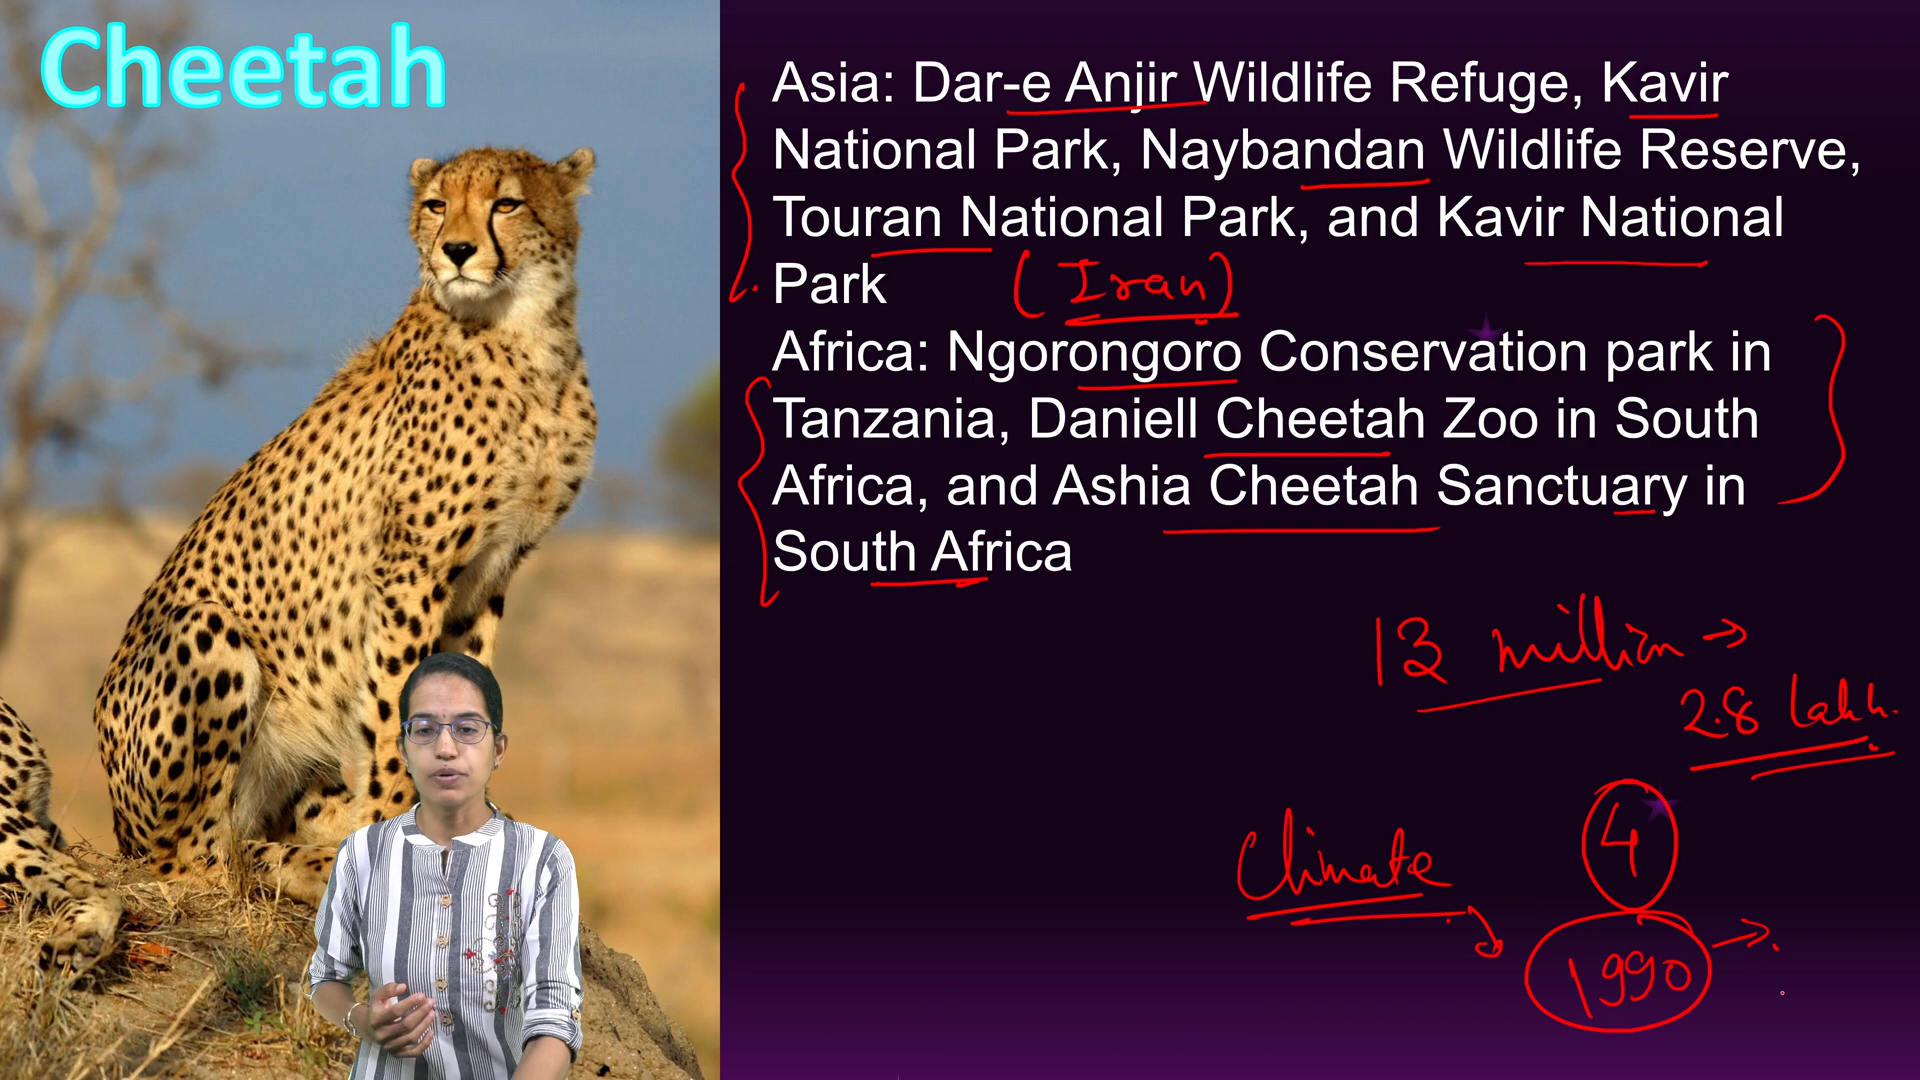 Cheetah
Asia: Dar-e Anjir Wildlife Refuge, Kavir
National Park, Naybandan Wildlife Reserve,
Touran National Park, and Kavir National
Park
(Iran)
Africa: Ngorongoro Conservation park in
Tanzania, Daniell Cheetah Zoo in South
Africa, and Ashia Cheetah Sanctuary in
South Africa
13 million →
2.8 lakh.
4
Climate
1990 →